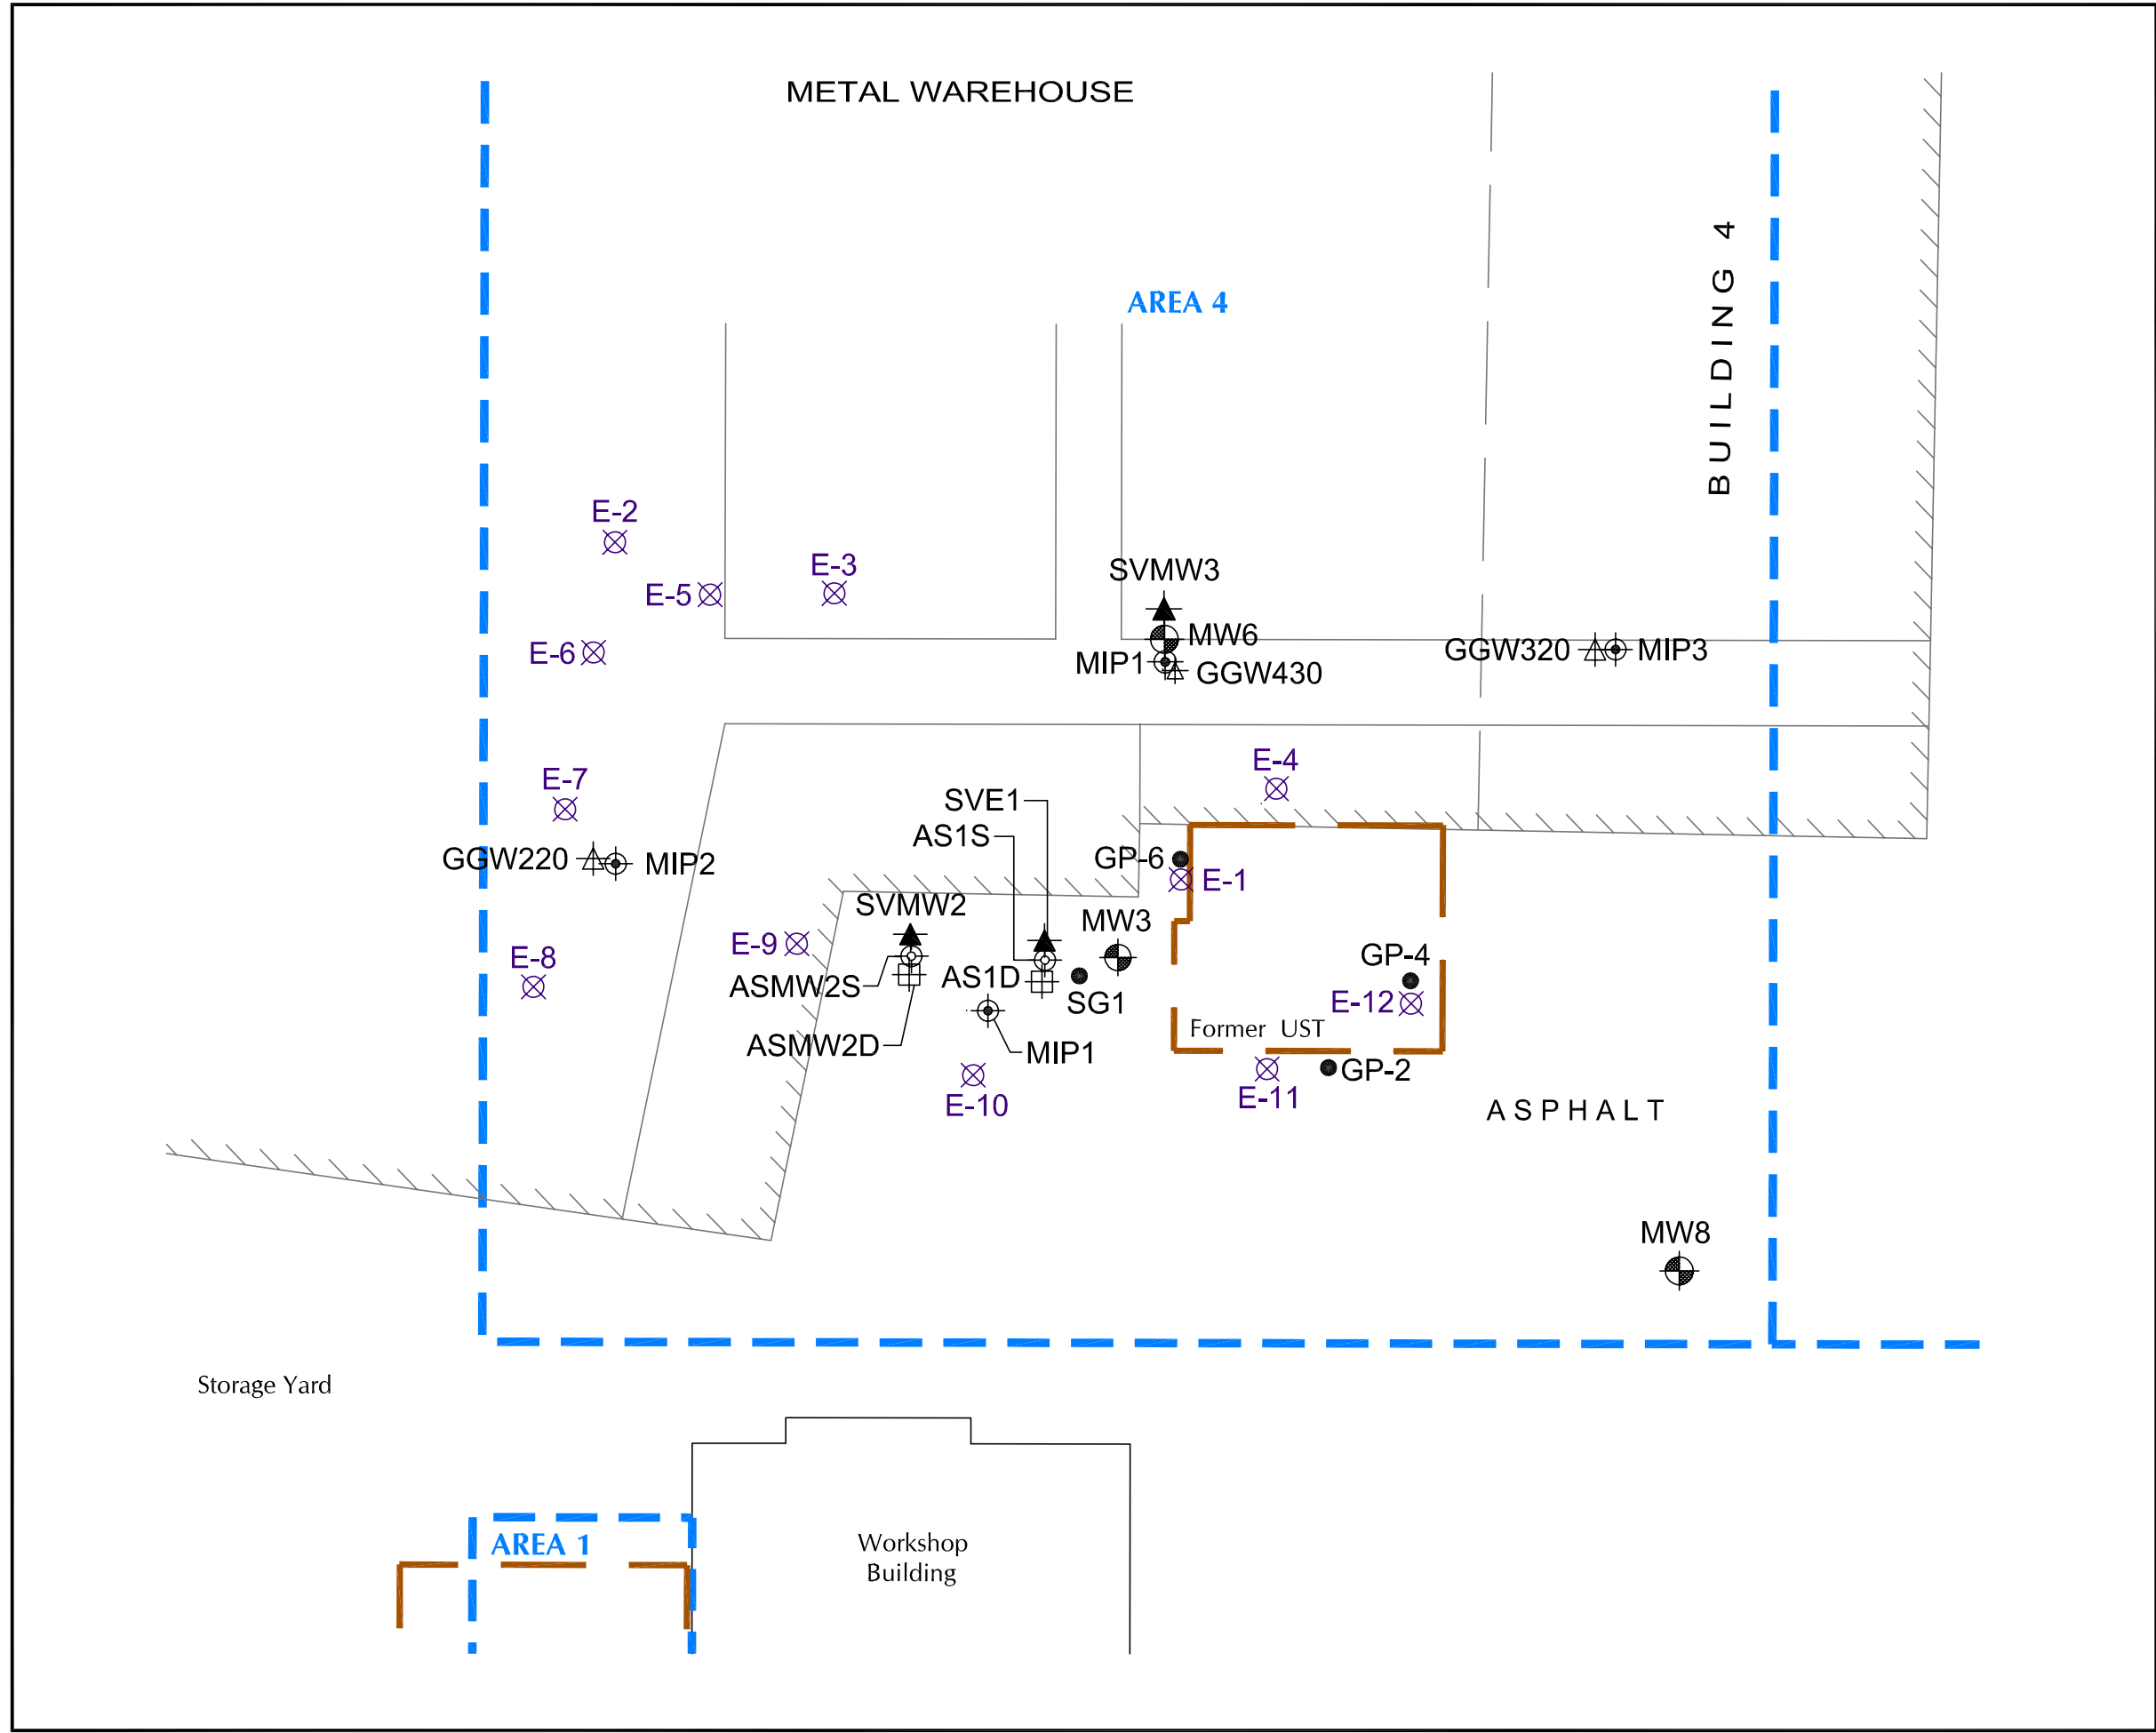 METAL WAREHOUSE
BUILDING 4
AREA 4
E-2
E-3
E-5
SVMW3
MW6
E-6
MIP1
GGW430
GGW320
MIP3
E-4
E-7
SVE1
AS1S
GGW220
MIP2
GP-6
E-1
SVMW2
MW3
E-9
GP-4
E-8
ASMW2S
AS1D
SG1
E-12
Former UST
ASMW2D
MIP1
GP-2
E-10
E-11
ASPHALT
MW8
Storage Yard
AREA 1
Workshop
Building